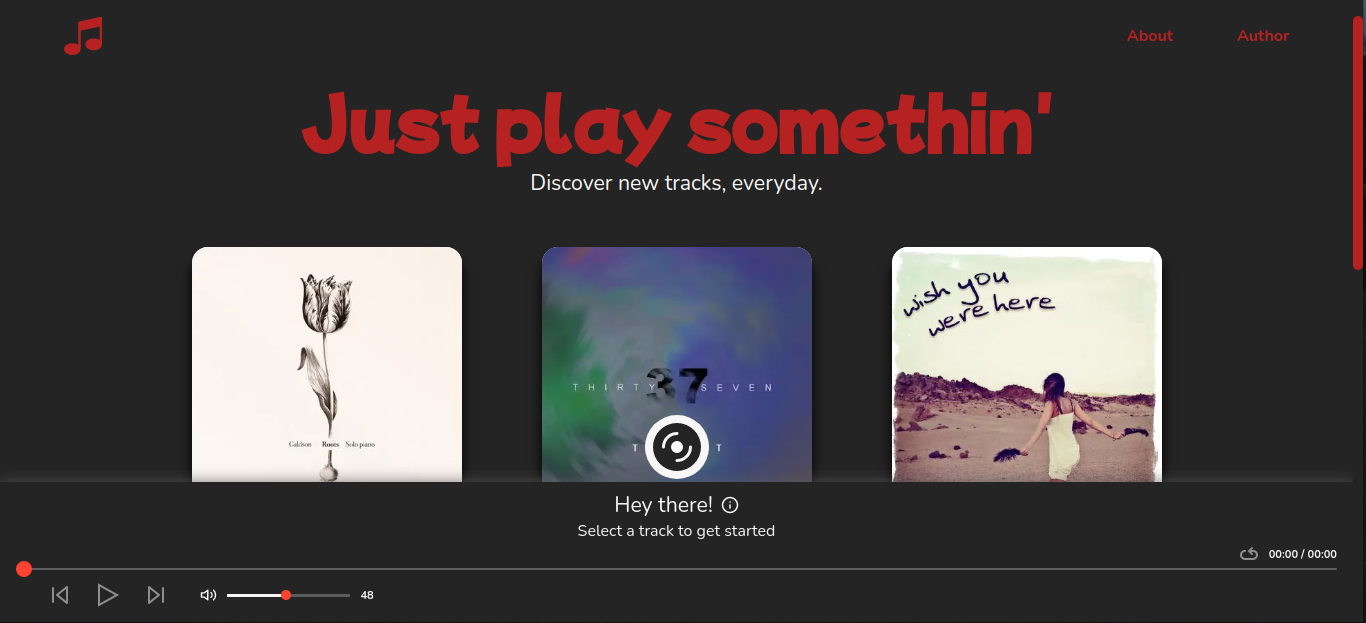 About Author
Just play somethin'
Discover new tracks, everyday.
wish you
were here
THIRTY 37 SEVEN
Galdson Roots Solo piano
T T
Hey there!
Select a track to get started
00:00 / 00:00
48